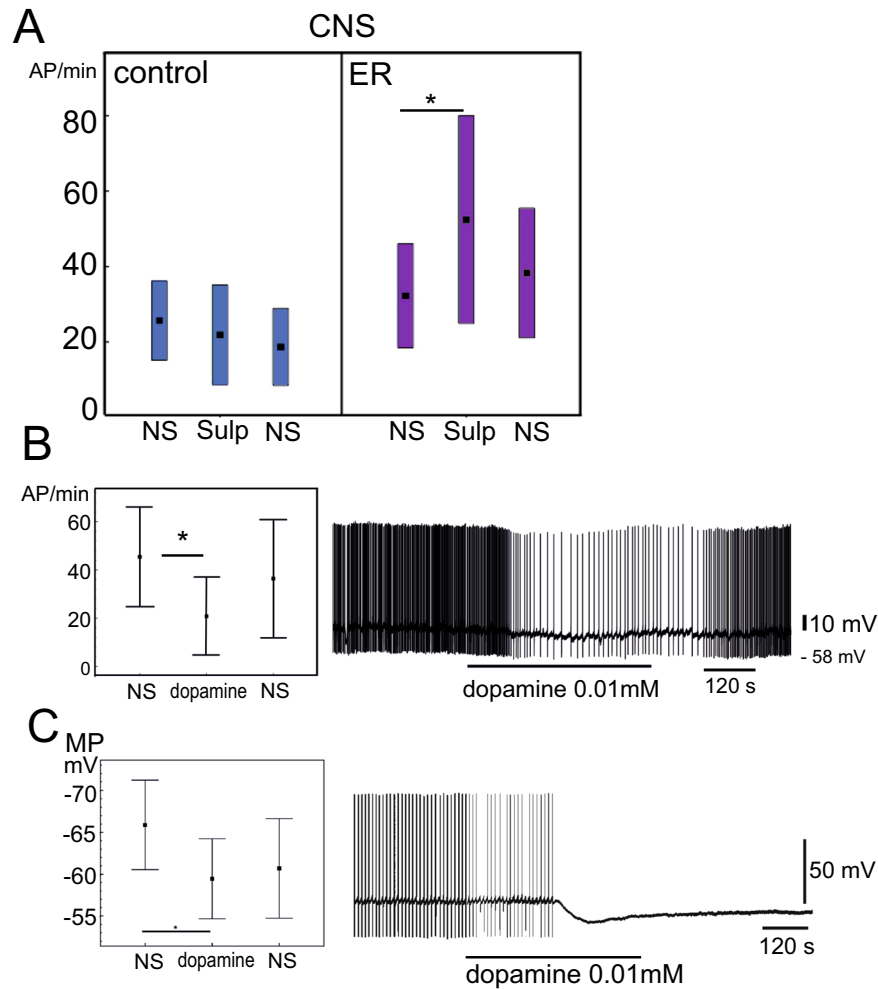 A
CNS
AP/min
control
ER
*
80
60
40
20
0
NS Sulp NS
NS Sulp NS
B
AP/min
60
40
20
0
*
NS dopamine NS
10 mV
- 58 mV
dopamine 0.01mM
120 s
C
MP
mV
-70
-65
-60
-55
*
NS dopamine NS
50 mV
120 s
dopamine 0.01mM